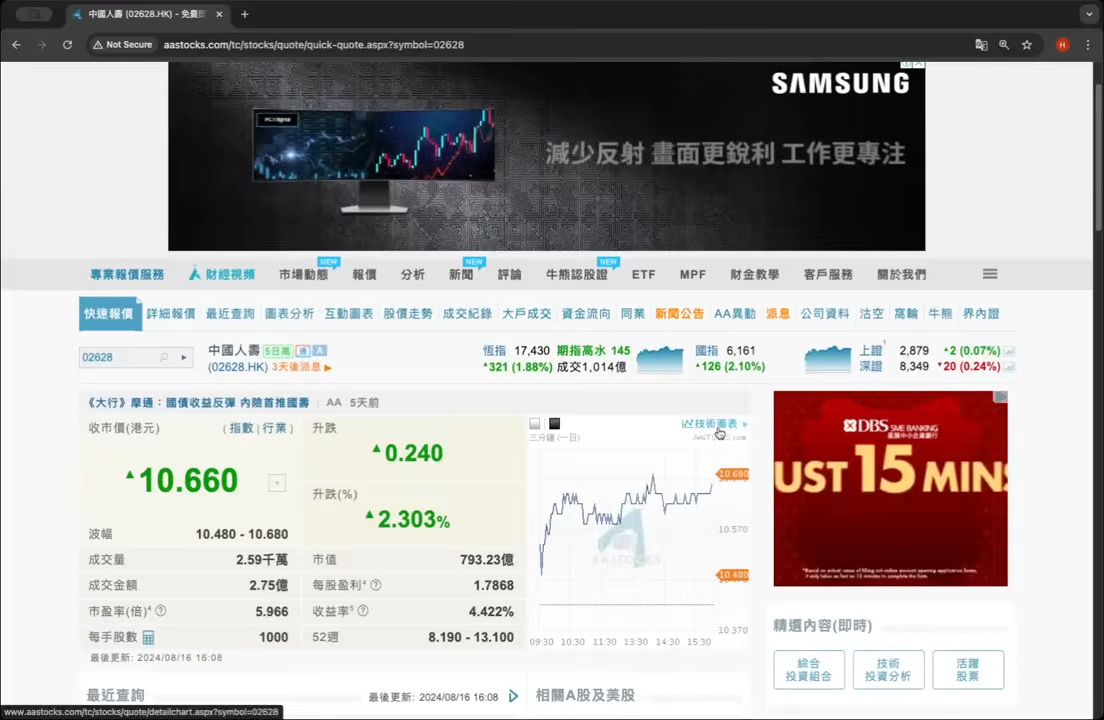 中國人壽 (02628.HK) - 免費
Not Secure
aastocks.com/tc/stocks/quote/quick-quote.aspx?symbol=02628
H
SAMSUNG
減少反射 畫面更銳利 工作更專注
NEW
NEW
NEW
專業報價服務 財經視頻 市場動態 報價 分析 新聞 評論 牛熊認股證 ETF MPF 財金教學 客戶服務 關於我們
快速報價 詳細報價 最近查詢 圖表分析 互動圖表 股價走勢 成交紀錄 大戶成交 資金流向 同業 新聞公告 AA異動 派息 公司資料 沽空 窩輪 牛熊 界內證
02628
中國人壽 5日高 通 A
(02628.HK) 3天後派息
恆指 17,430 期指高水 145
321 (1.88%) 成交1,014億
國指 6,161
126 (2.10%)
上證 2,879 2 (0.07%)
深證 8,349 20 (0.24%)
《大行》摩通：國債收益反彈 內險首推國壽 | AA 5天前
收市價(港元) (指數|行業)
10.660
升跌
0.240
升跌(%)
2.303%
波幅 10.480 - 10.680
成交量 2.59千萬
市值 793.23億
成交金額 2.75億
每股盈利4 1.7868
市盈率(倍)4 5.966
收益率5 4.422%
每手股數 1000
52週 8.190 - 13.100
最後更新: 2024/08/16 16:08
技術圖表 »
三分鐘 (一日)
10.680
10.570
10.480
10.370
AASTOCKS
09:30 10:30 11:30 13:30 14:30 15:30
DBS SME BANKING
UST 15 MINS
精選內容(即時)
綜合
投資組合
技術
投資分析
活躍
股票
最近查詢
最後更新: 2024/08/16 16:08
相關A股及美股
www.aastocks.com/tc/stocks/quote/detailchart.aspx?symbol=02628